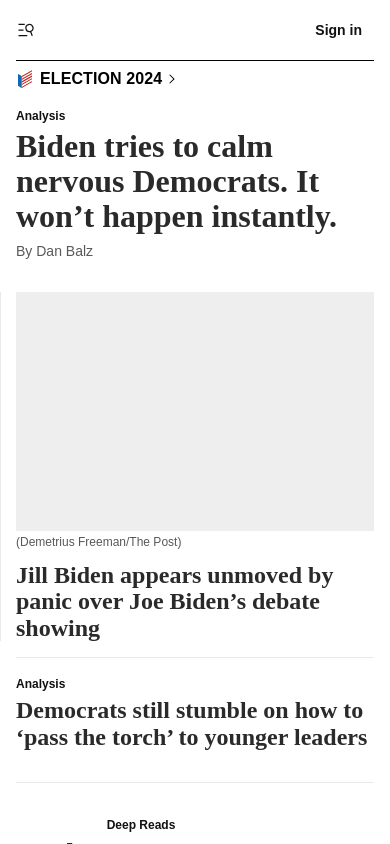 Sign in
ELECTION 2024
Analysis
Biden tries to calm
nervous Democrats. It
won’t happen instantly.
By Dan Balz
(Demetrius Freeman/The Post)
Jill Biden appears unmoved by
panic over Joe Biden’s debate
showing
Analysis
Democrats still stumble on how to
‘pass the torch’ to younger leaders
Deep Reads